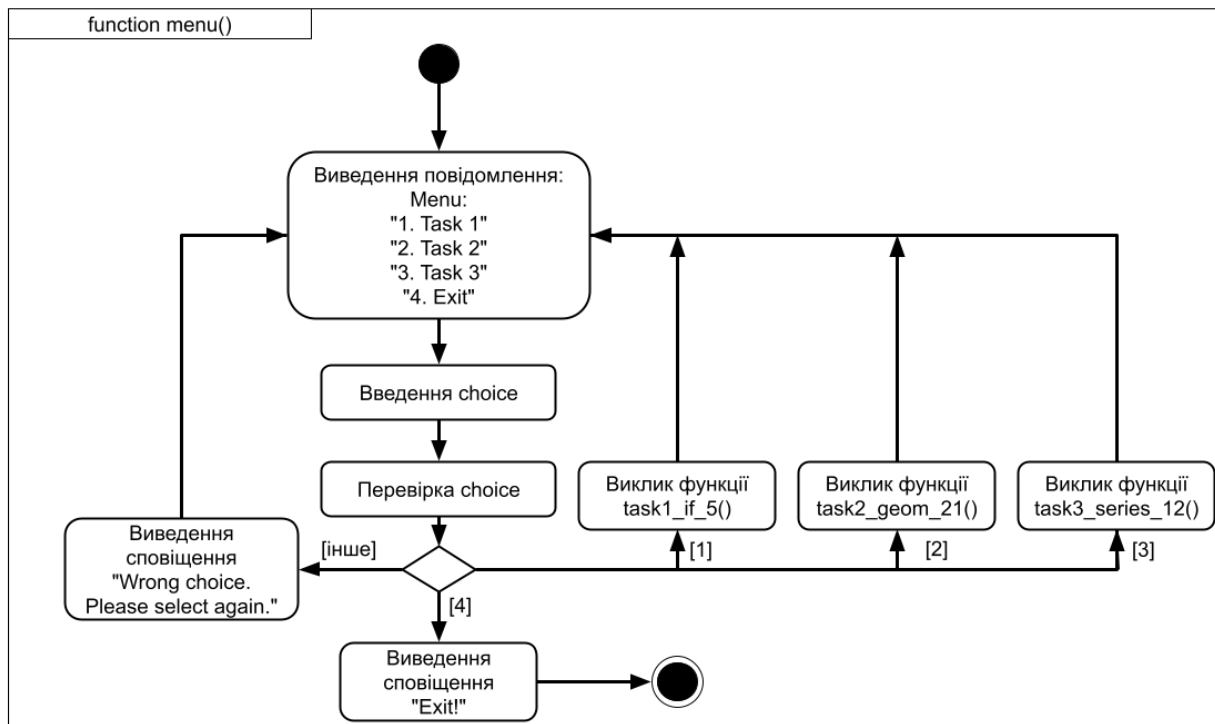 function menu()
Виведення повідомлення:
Menu:
"1. Task 1"
"2. Task 2"
"3. Task 3"
"4. Exit"
Введення choice
Перевірка choice
Виклик функції
task1_if_5()
Виклик функції
task2_geom_21()
Виклик функції
task3_series_12()
Виведення
сповіщення
"Wrong choice.
Please select again."
[інше]
[1]
[2]
[3]
[4]
Виведення
сповіщення
"Exit!"